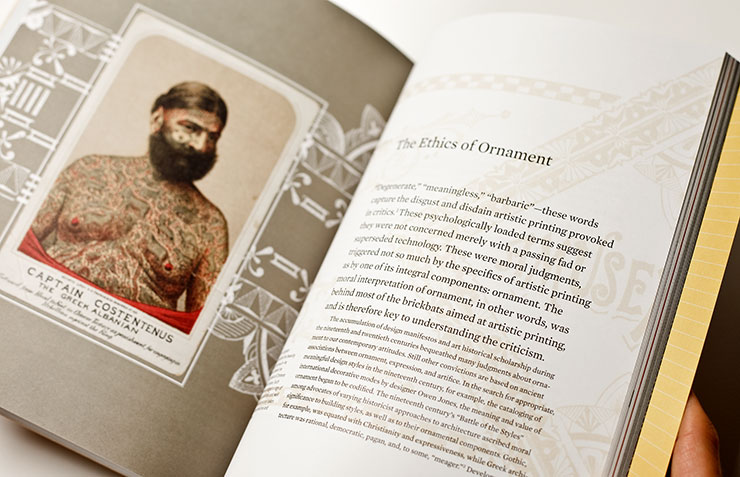 CAPTAIN COSTENTENUS
THE GREEK ALBANIAN
The Ethics of Ornament
“Degenerate,” “meaningless,” “barbaric”—these words
capture the disgust and disdain artistic printing provoked
in critics.¹ These psychologically loaded terms suggest
they were not concerned merely with a passing fad or
superseded technology. These were moral judgments,
triggered not so much by the specifics of artistic printing
as by one of its integral components: ornament. The
moral interpretation of ornament, in other words, was
behind most of the brickbats aimed at artistic printing,
and is therefore key to understanding the criticism.
The accumulation of design manifestos and art historical scholarship during
the nineteenth and twentieth centuries bequeathed many judgments about orna-
ment to our contemporary attitudes. Still other convictions are based on ancient
associations between ornament, expression, and artifice. In the search for appropriate,
meaningful design styles in the nineteenth century, for example, the cataloging of
international decorative modes by designer Owen Jones, the meaning and value of
ornament began to be codified. The nineteenth century’s “Battle of the Styles”
among advocates of varying historicist approaches to architecture ascribed moral
significance to building styles, as well as to their ornamental components. Gothic,
for example, was equated with Christianity and expressiveness, while Greek archi-
tecture was rational, democratic, pagan, and, to some, “meager.”²